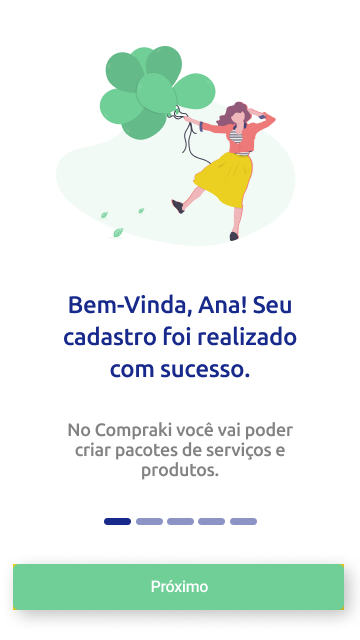 Bem-Vinda, Ana! Seu
cadastro foi realizado
com sucesso.
No Compraki você vai poder
criar pacotes de serviços e
produtos.
Próximo